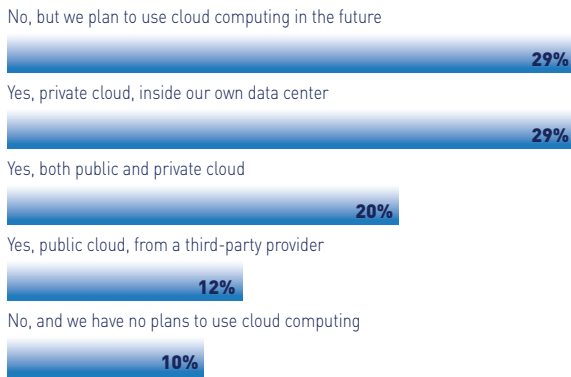 No, but we plan to use cloud computing in the future
29%
Yes, private cloud, inside our own data center
29%
Yes, both public and private cloud
20%
Yes, public cloud, from a third-party provider
12%
No, and we have no plans to use cloud computing
10%